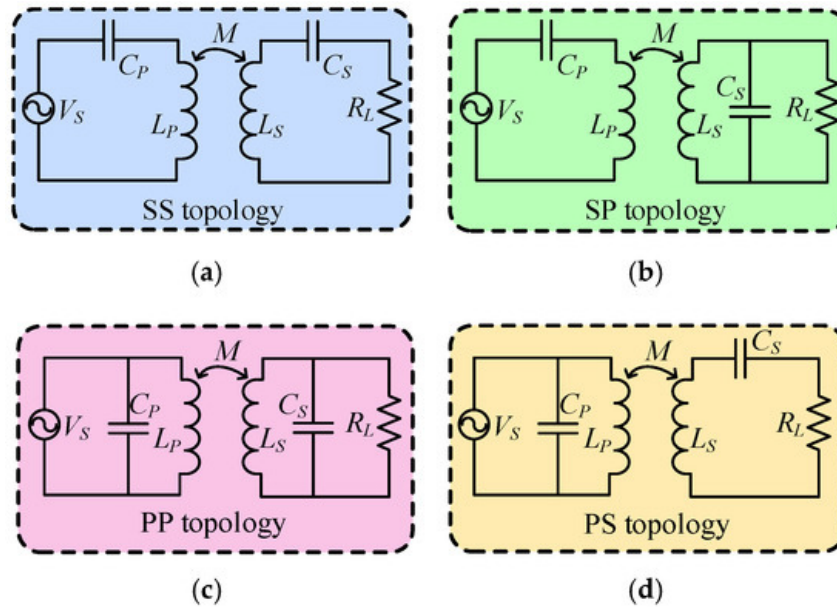 M
C_P
C_S
V_S
L_P
L_S
R_L
SS topology
(a)
M
C_P
C_S
V_S
L_P
L_S
R_L
SP topology
(b)
M
C_P
C_S
V_S
L_P
L_S
R_L
PP topology
(c)
M
C_S
C_P
V_S
L_P
L_S
R_L
PS topology
(d)